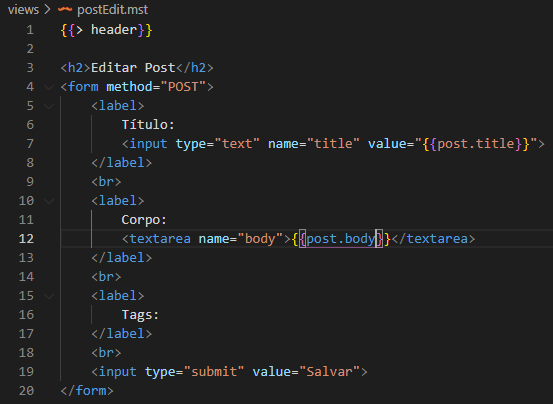 views > postEdit.mst
1 {{> header}}
2
3 <h2>Editar Post</h2>
4 <form method="POST">
5     <label>
6         Título:
7         <input type="text" name="title" value="{{post.title}}">
8     </label>
9     <br>
10     <label>
11         Corpo:
12         <textarea name="body">{{post.body}}</textarea>
13     </label>
14     <br>
15     <label>
16         Tags:
17     </label>
18     <br>
19     <input type="submit" value="Salvar">
20 </form>